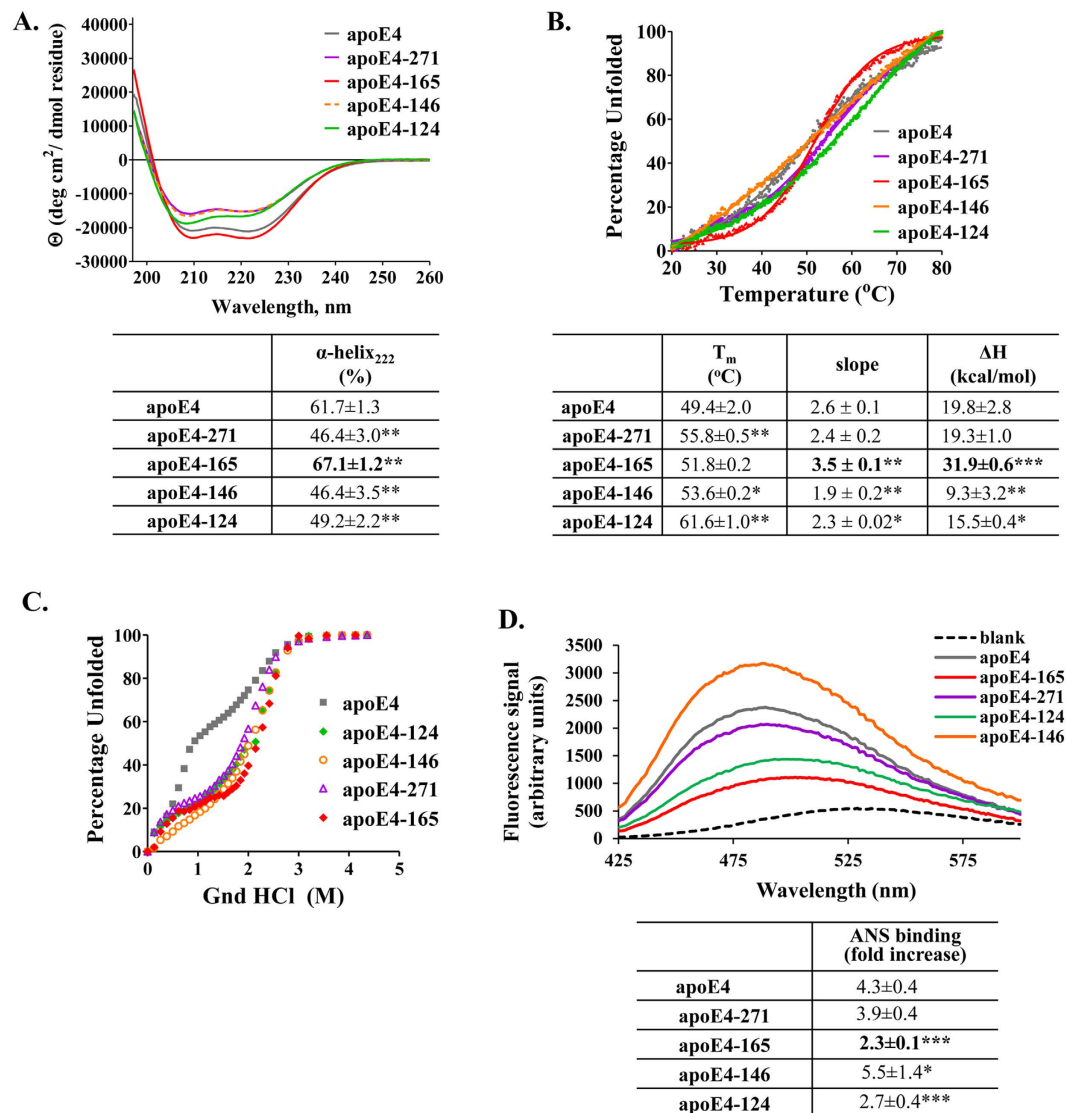 A.
40000
30000
20000
10000
0
-10000
-20000
-30000
Θ (deg cm²/ dmol residue
200 210 220 230 240 250 260
Wavelength, nm
apoE4
apoE4-271
apoE4-165
apoE4-146
apoE4-124
α-helix₂₂₂
(%)
apoE4 61.7±1.3
apoE4-271 46.4±3.0**
apoE4-165 67.1±1.2**
apoE4-146 46.4±3.5**
apoE4-124 49.2±2.2**
B.
100
80
60
40
20
0
Percentage Unfolded
20 30 40 50 60 70 80
Temperature (°C)
apoE4
apoE4-271
apoE4-165
apoE4-146
apoE4-124
Tₘ (°C) slope ΔH (kcal/mol)
apoE4 49.4±2.0 2.6 ± 0.1 19.8±2.8
apoE4-271 55.8±0.5** 2.4 ± 0.2 19.3±1.0
apoE4-165 51.8±0.2 3.5 ± 0.1** 31.9±0.6***
apoE4-146 53.6±0.2* 1.9 ± 0.2** 9.3±3.2**
apoE4-124 61.6±1.0** 2.3 ± 0.02* 15.5±0.4*
C.
100
80
60
40
20
0
Percentage Unfolded
0 1 2 3 4 5
Gnd HCl (M)
apoE4
apoE4-124
apoE4-146
apoE4-271
apoE4-165
D.
3500
3000
2500
2000
1500
1000
500
0
Fluorescence signal
(arbitrary units)
425 475 525 575
Wavelength (nm)
blank
apoE4
apoE4-165
apoE4-271
apoE4-124
apoE4-146
ANS binding
(fold increase)
apoE4 4.3±0.4
apoE4-271 3.9±0.4
apoE4-165 2.3±0.1***
apoE4-146 5.5±1.4*
apoE4-124 2.7±0.4***